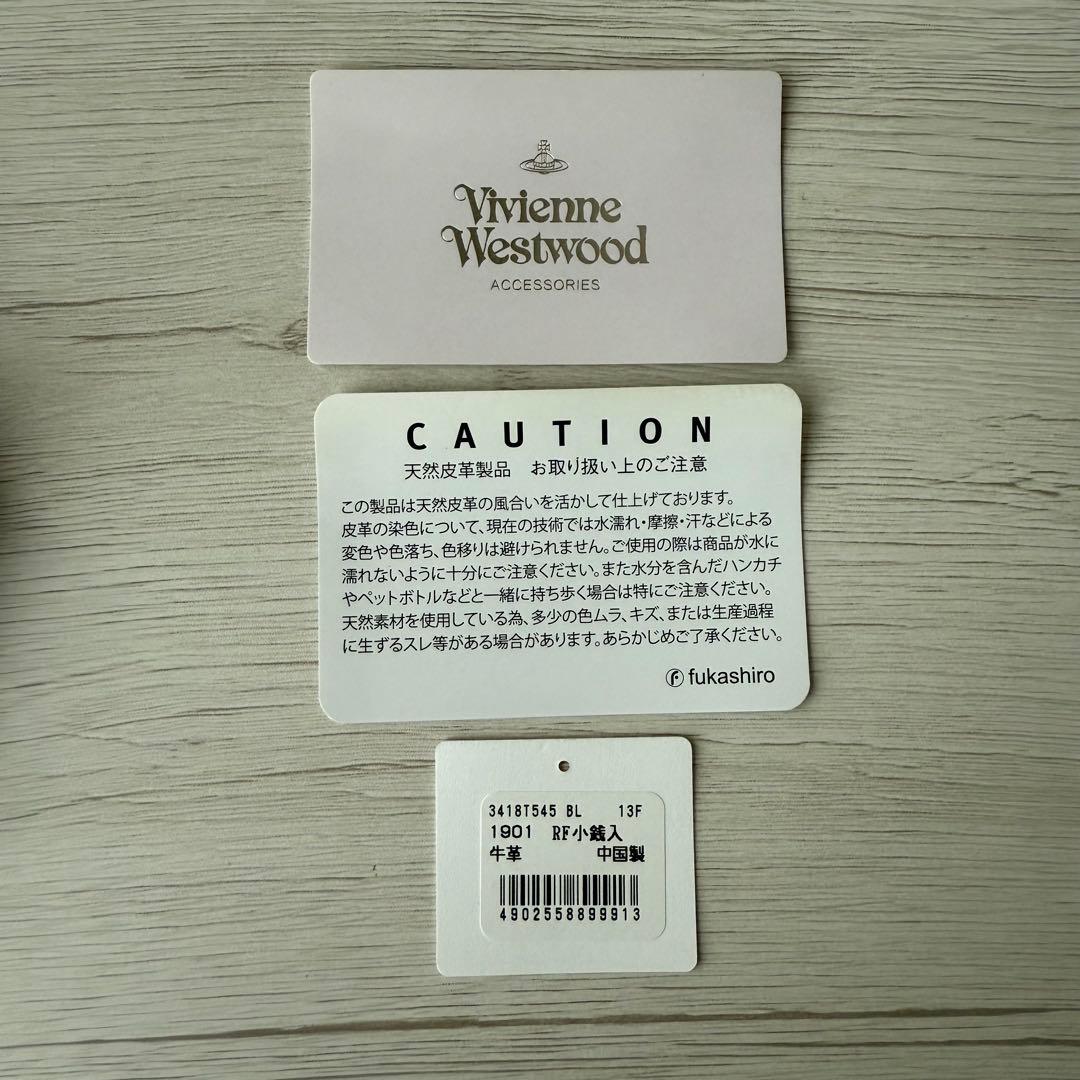 Vivienne
Westwood
ACCESSORIES
CAUTION
天然皮革製品　お取り扱い上のご注意
この製品は天然皮革の風合いを活かして仕上げております。
皮革の染色について、現在の技術では水濡れ・摩擦・汗などによる
変色や色落ち、色移りは避けられません。ご使用の際は商品が水に
濡れないように十分にご注意ください。また水分を含んだハンカチ
やペットボトルなどと一緒に持ち歩く場合は特にご注意ください。
天然素材を使用している為、多少の色ムラ、キズ、または生産過程
に生ずるスレ等がある場合があります。あらかじめご了承ください。
fukashiro
3418T545 BL 13F
1901 RF小銭入
牛革 中国製
4902558899913